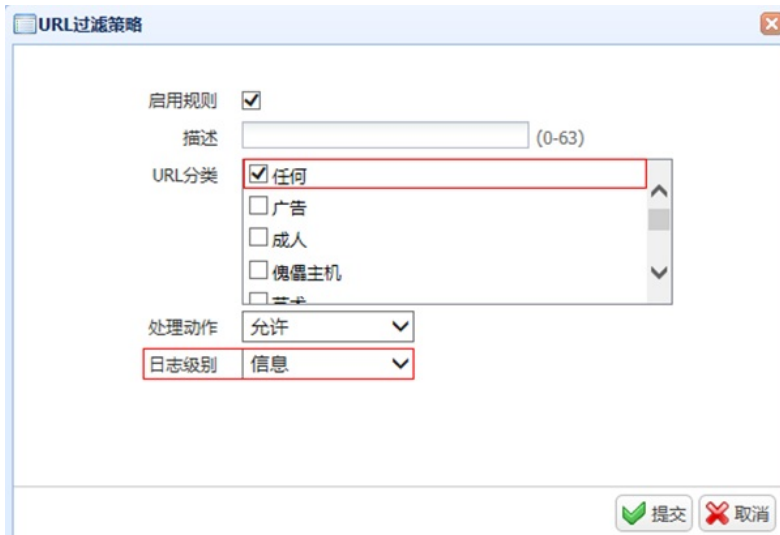 URL过滤策略
启用规则
描述 (0-63)
URL分类 任何
广告
成人
傀儡主机
处理动作 允许
日志级别 信息
提交 取消